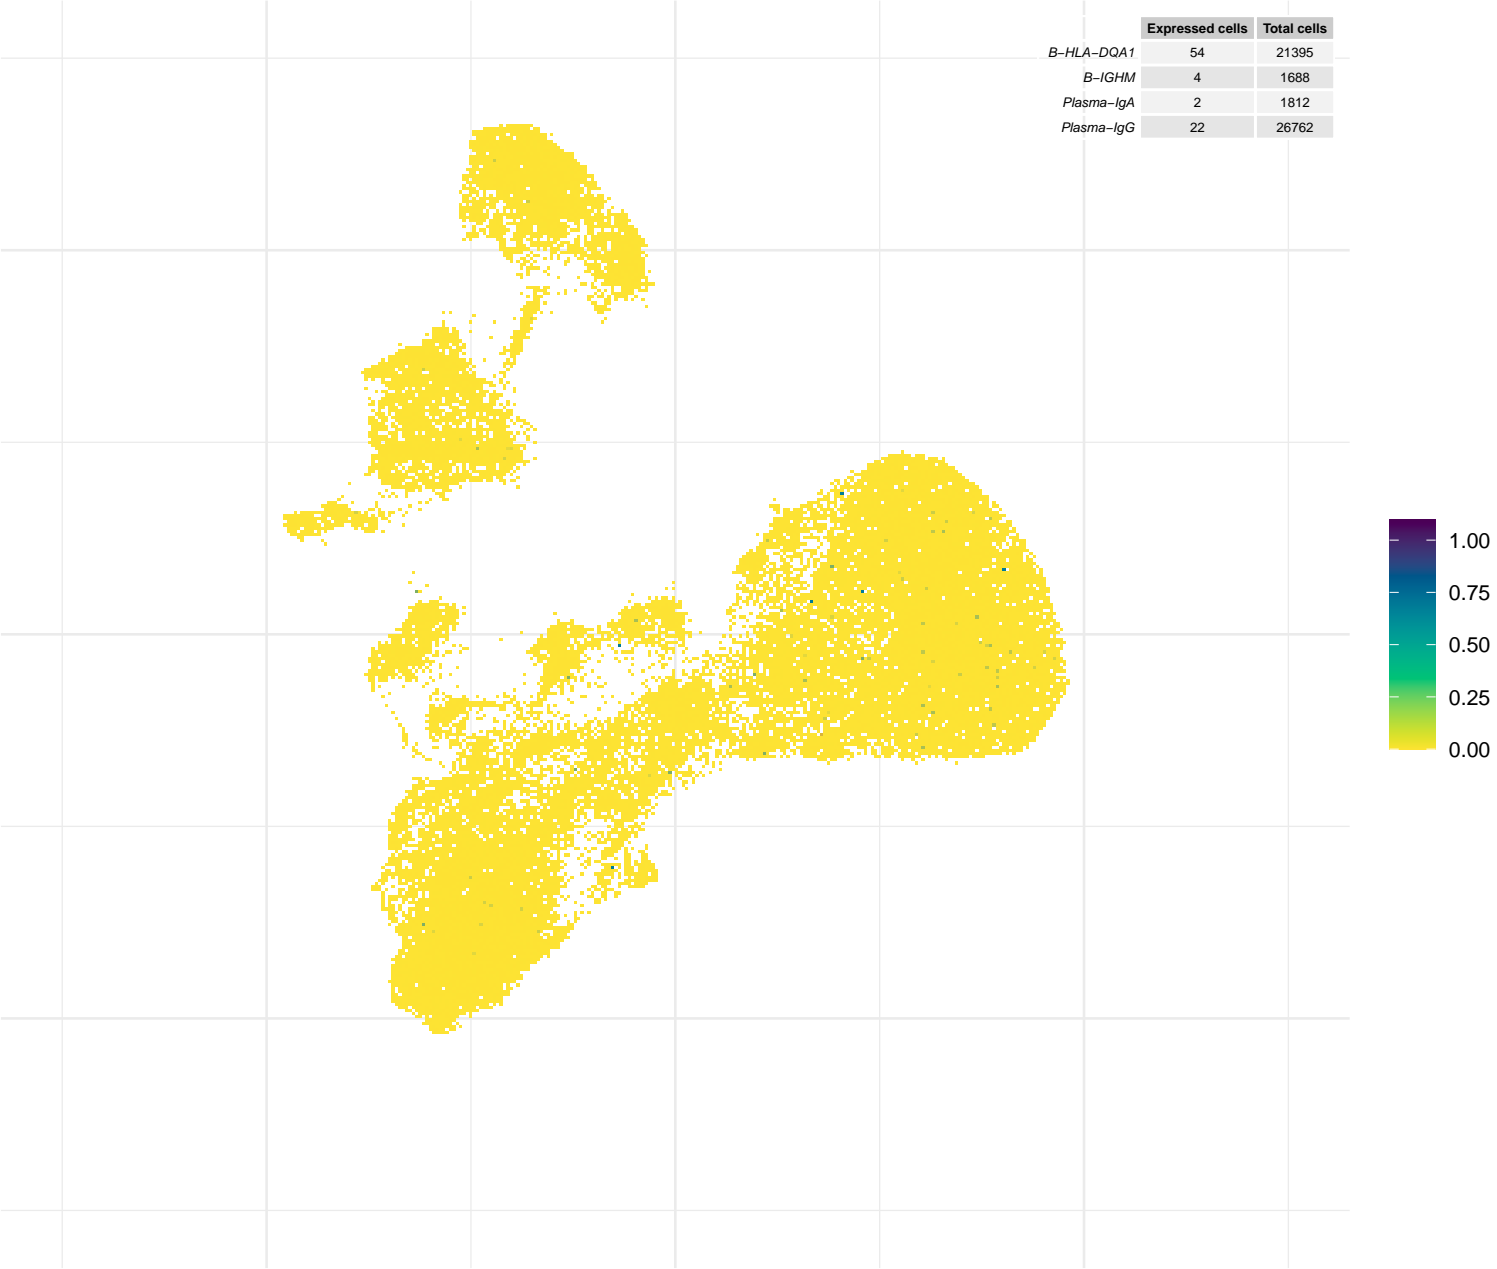 Expressed cells Total cells
B−HLA−DQA1 54 21395
B−IGHM 4 1688
Plasma−IgA 2 1812
Plasma−IgG 22 26762
1.00
0.75
0.50
0.25
0.00